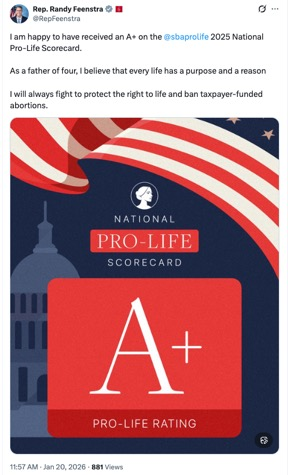 Rep. Randy Feenstra
@RepFeenstra
I am happy to have received an A+ on the @sbaprolife 2025 National
Pro-Life Scorecard.
As a father of four, I believe that every life has a purpose and a reason
I will always fight to protect the right to life and ban taxpayer-funded
abortions.
NATIONAL
PRO-LIFE
SCORECARD
A+
PRO-LIFE RATING
11:57 AM · Jan 20, 2026 · 881 Views